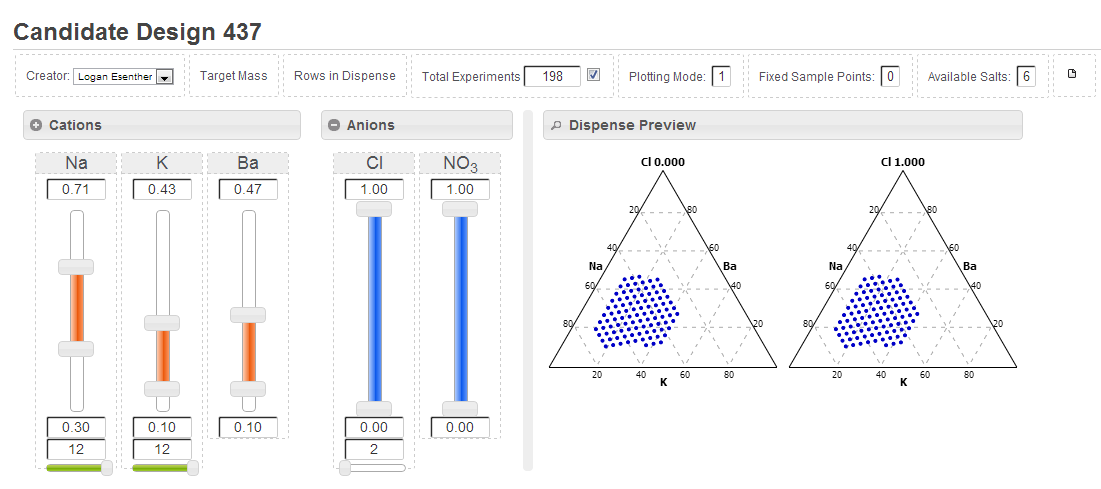 Candidate Design 437
Creator: Logan Esenther Target Mass Rows in Dispense Total Experiments 198 Plotting Mode: 1 Fixed Sample Points: 0 Available Salts: 6
Cations Anions Dispense Preview
Na K Ba Cl NO3 Cl 0.000 Cl 1.000
0.71 0.43 0.47 1.00 1.00
20 80 20 80
40 60 40 60
Na Ba Na Ba
60 40 60 40
80 20 80 20
20 40 60 80 20 40 60 80
K K
0.30 0.10 0.10 0.00 0.00
12 12 2